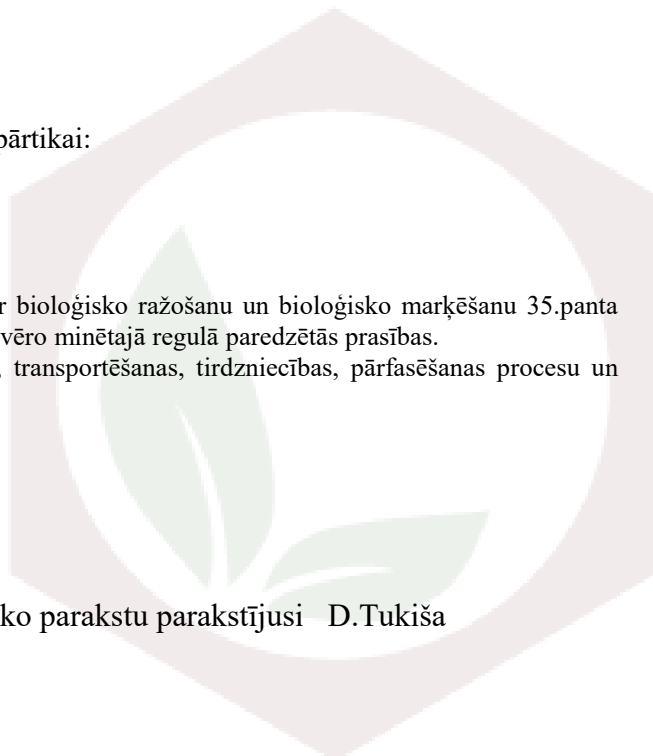 pārtikai:
r bioloģisko ražošanu un bioloģisko marķēšanu 35.panta
vēro minētajā regulā paredzētās prasības.
, transportēšanas, tirdzniecības, pārfasēšanas procesu un
ko parakstu parakstījusi D.Tukiša